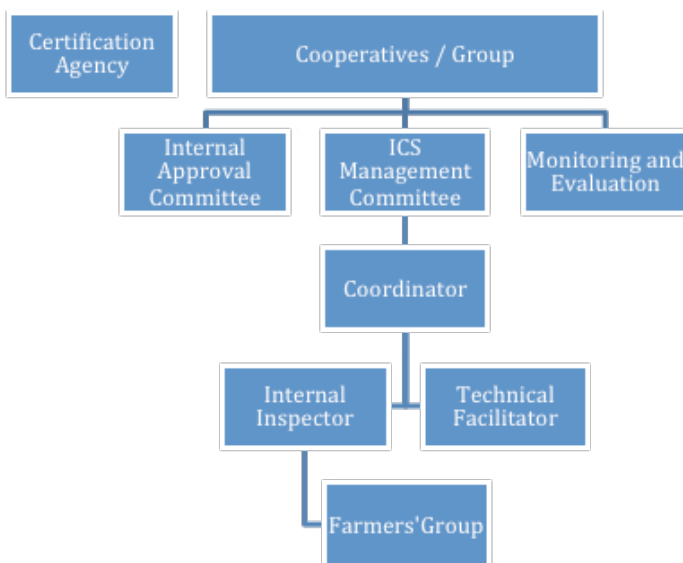 Certification
Agency
Cooperatives / Group
Internal
Approval
Committee
ICS
Management
Committee
Monitoring and
Evaluation
Coordinator
Internal
Inspector
Technical
Facilitator
Farmers'Group